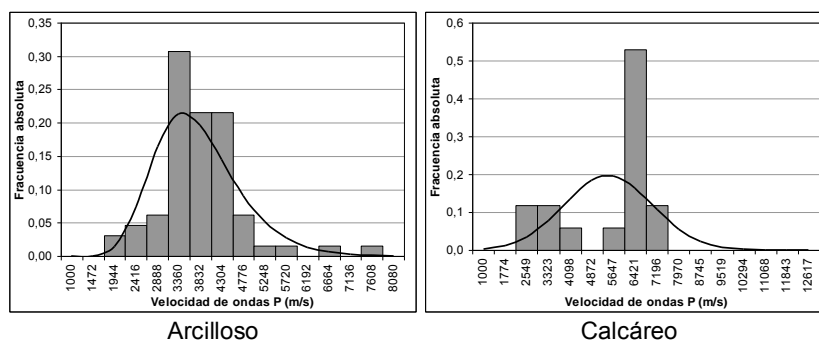 0,35
0,30
0,25
0,20
0,15
0,10
0,05
0,00
Fracuencia absoluta
1000 1472 1944 2416 2888 3360 3832 4304 4776 5248 5720 6192 6664 7136 7608 8080
Velocidad de ondas P (m/s)
Arcilloso
0,6
0,5
0,4
0,3
0,2
0,1
0,0
Fracuencia absoluta
1000 1774 2549 3323 4098 4872 5647 6421 7196 7970 8745 9519 10294 11068 11843 12617
Velocidad de ondas P (m/s)
Calcáreo